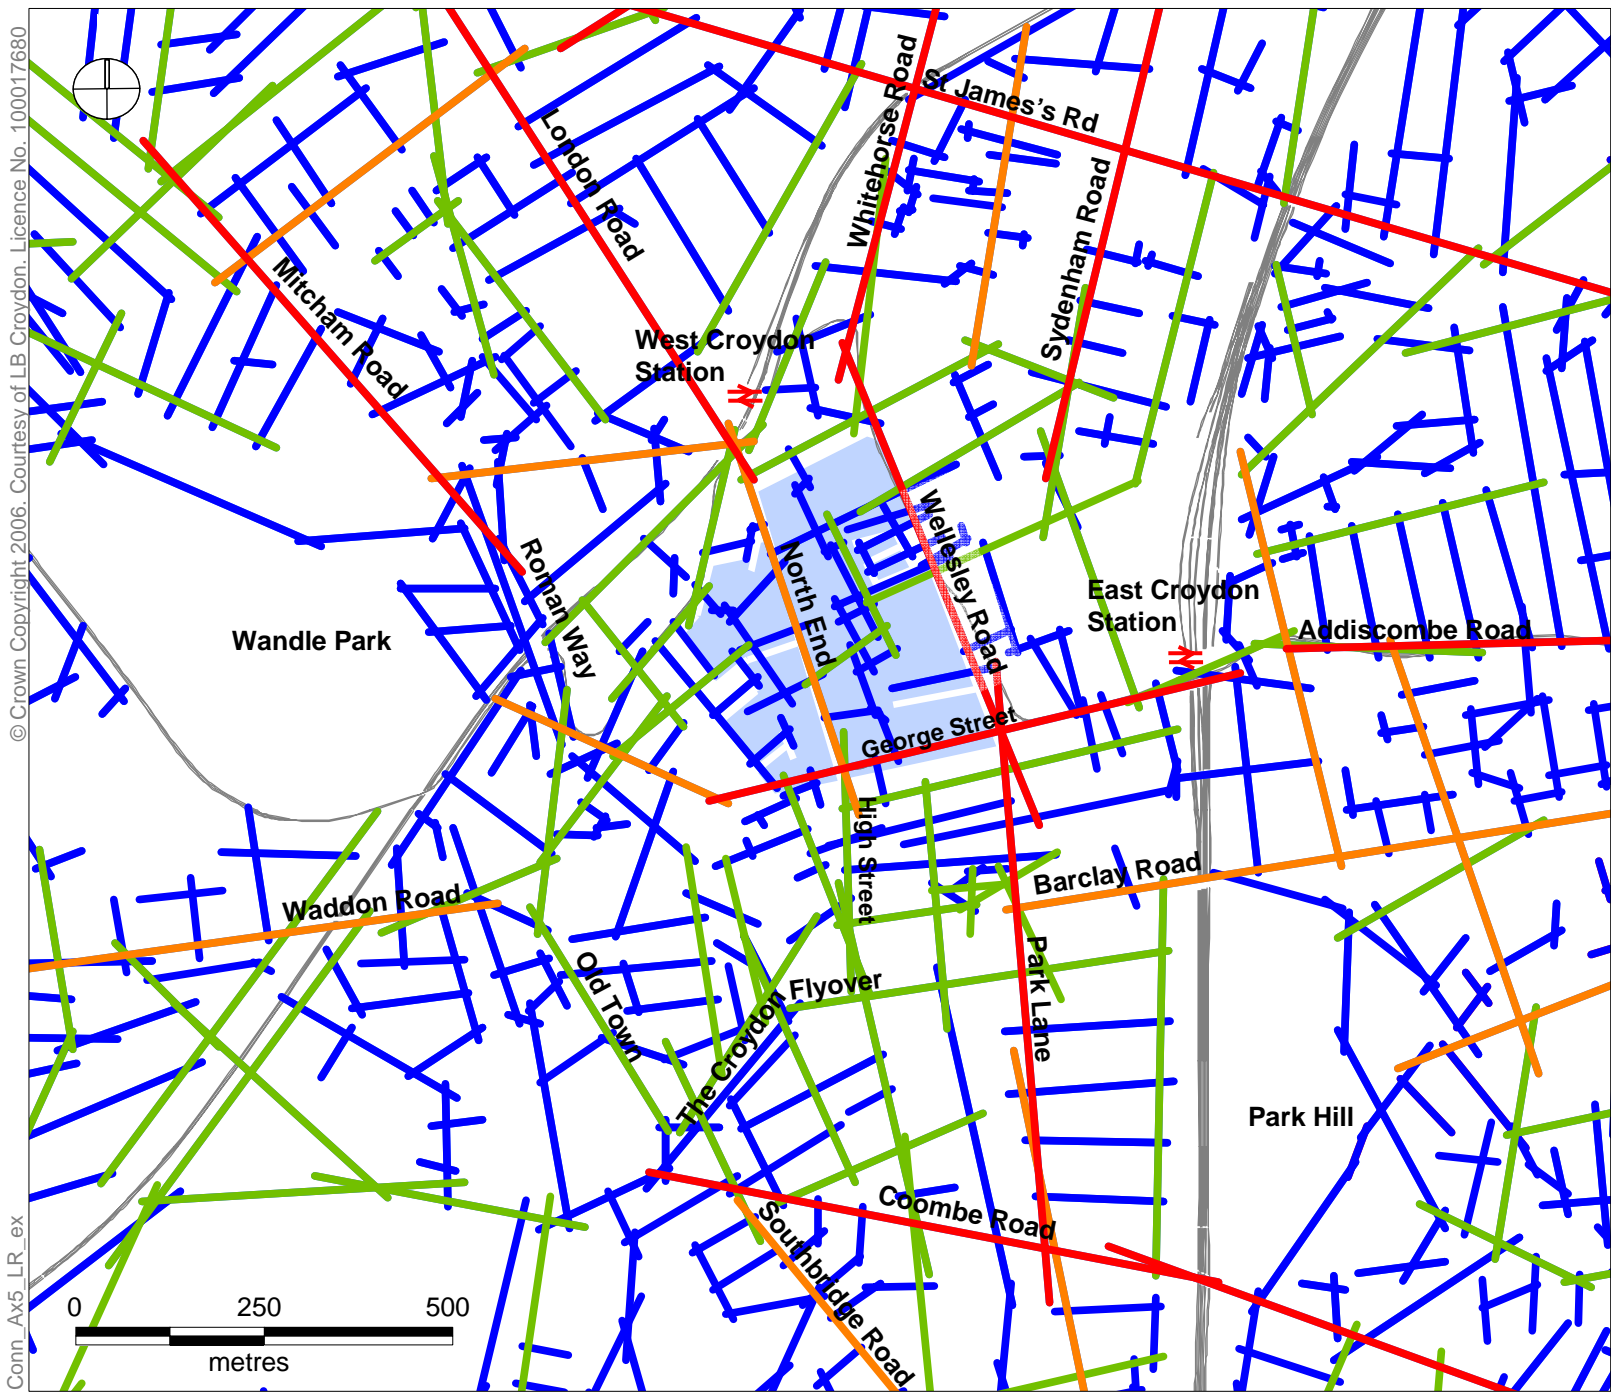 © Crown Copyright 2006. Courtesy of LB Croydon. Licence No. 100017680
St James's Rd
Whitehorse Road
London Road
Sydenham Road
Mitcham Road
West Croydon
Station
Wellesley Road
North End
Roman Way
East Croydon
Station
Addiscombe Road
Wandle Park
George Street
High Street
Barclay Road
Waddon Road
Old Town
The Croydon Flyover
Park Lane
Park Hill
Coombe Road
Southbridge Road
Conn_Ax5_LR_ex
0 250 500
metres